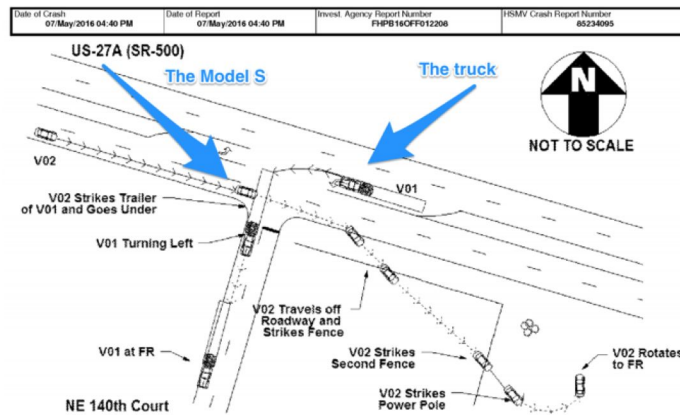 Date of Crash
07/May/2016 04:40 PM
Date of Report
07/May/2016 04:40 PM
Invest. Agency Report Number
FHPB16OFF012208
HSMV Crash Report Number
85234095
US-27A (SR-500)
The Model S
The truck
N
NOT TO SCALE
V02
V01
V02 Strikes Trailer
of V01 and Goes Under
V01 Turning Left
V02 Travels off
Roadway and
Strikes Fence
V01 at FR
V02 Strikes
Second Fence
V02 Rotates
to FR
V02 Strikes
Power Pole
NE 140th Court